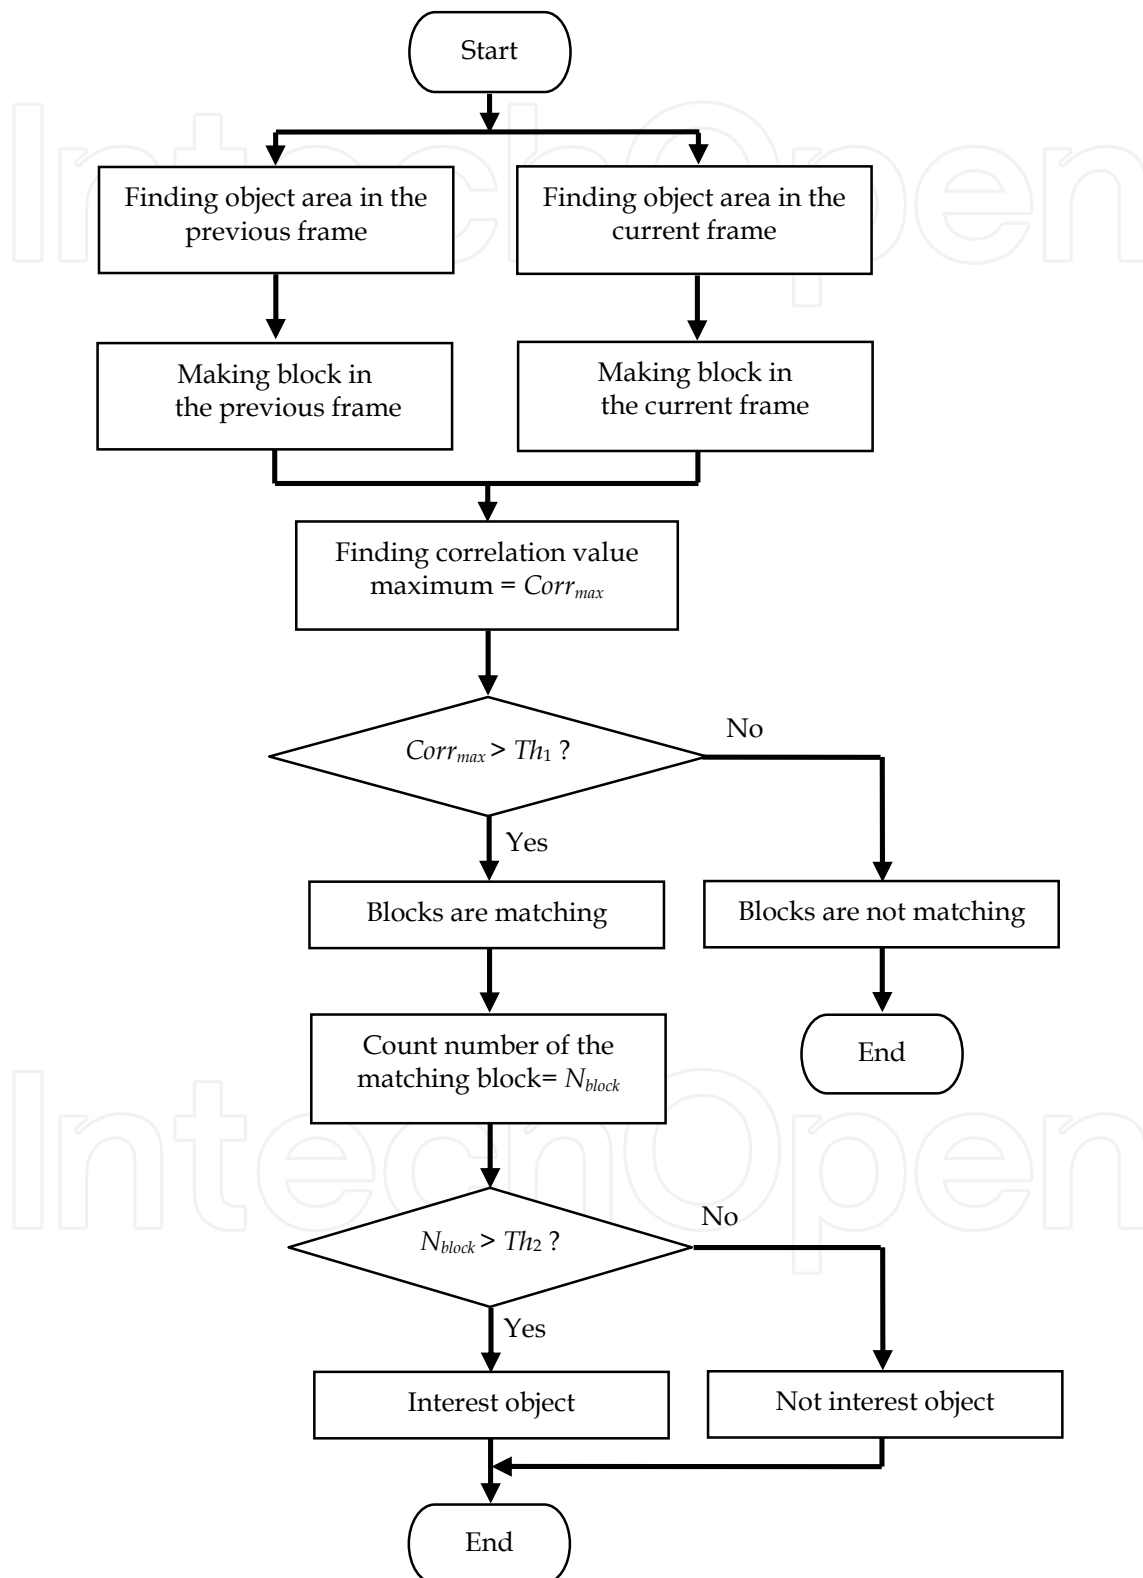 Start
Finding object area in the
previous frame
Finding object area in the
current frame
Making block in
the previous frame
Making block in
the current frame
Finding correlation value
maximum = Corrmax
Corrmax > Th1 ?
No
Yes
Blocks are matching
Blocks are not matching
Count number of the
matching block= Nblock
End
Nblock > Th2 ?
No
Yes
Interest object
Not interest object
End
IntechOpen
IntechOpen